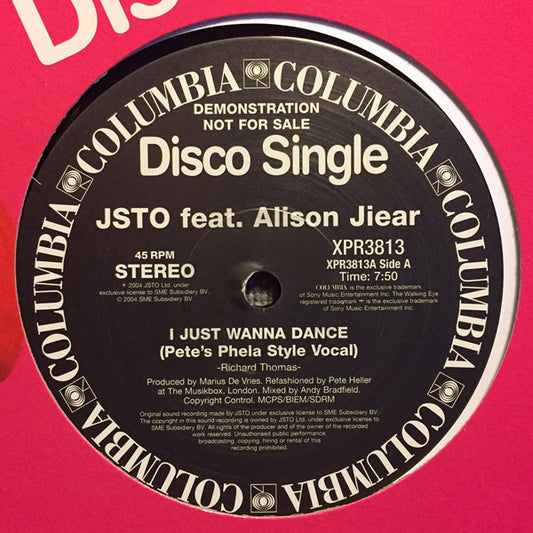 Dis
COLUMBIA COLUMBIA COLUMBIA COLUMBIA COLUMBIA COLUMBIA COLUMBIA COLUMBIA
DEMONSTRATION
NOT FOR SALE
Disco Single
JSTO feat. Alison Jiear
45 RPM
STEREO
℗ 2004 JSTO Ltd. under
exclusive license to SME Subsidiery BV..
© 2004 SME Subsidiery BV..
XPR3813
XPR3813A Side A
Time: 7:50
COLUMBIA is the exclusive trademark
of Sony Music Entertainment Inc. The Walking Eye
registered trademark ™ is the exclusive trademark
of Sony Music Entertainment Inc.
I JUST WANNA DANCE
(Pete's Phela Style Vocal)
-Richard Thomas-
Produced by Marius De Vries. Refashioned by Pete Heller
at The Musikbox, London. Mixed by Andy Bradfield.
Copyright Control. MCPS/BIEM/SDRM
Original sound recording made by JSTO under exclusive license to SME Subsidiery BV.
The copyright in this sound recording is owned by JSTO Ltd. under exclusive license to
SME Subsidiery BV. All rights of the producer and of the owner of the recorded
work reserved. Unauthorised public performance,
broadcasting, copying, hiring or rental of this
recording prohibited.